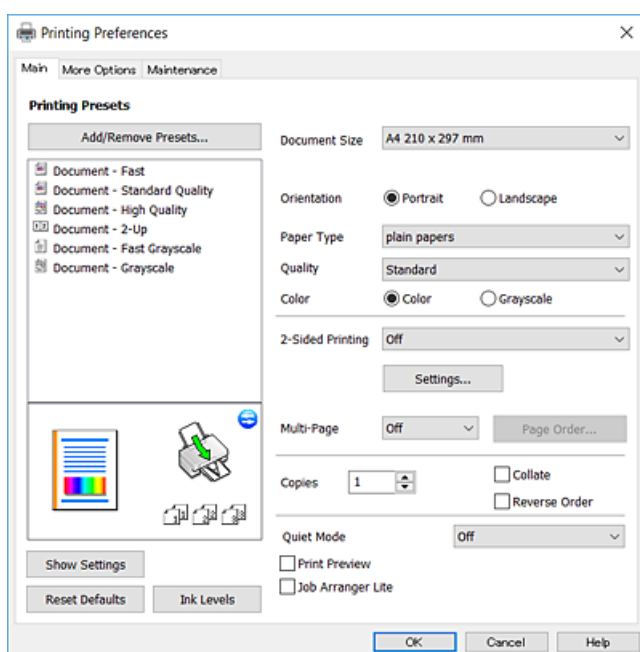 Printing Preferences
Main More Options Maintenance
Printing Presets
Add/Remove Presets...
Document - Fast
Document - Standard Quality
Document - High Quality
Document - 2-Up
Document - Fast Grayscale
Document - Grayscale
Show Settings
Reset Defaults Ink Levels
Document Size A4 210 x 297 mm
Orientation Portrait Landscape
Paper Type plain papers
Quality Standard
Color Color Grayscale
2-Sided Printing Off
Settings...
Multi-Page Off Page Order...
Copies 1 Collate
Reverse Order
Quiet Mode Off
Print Preview
Job Arranger Lite
OK Cancel Help